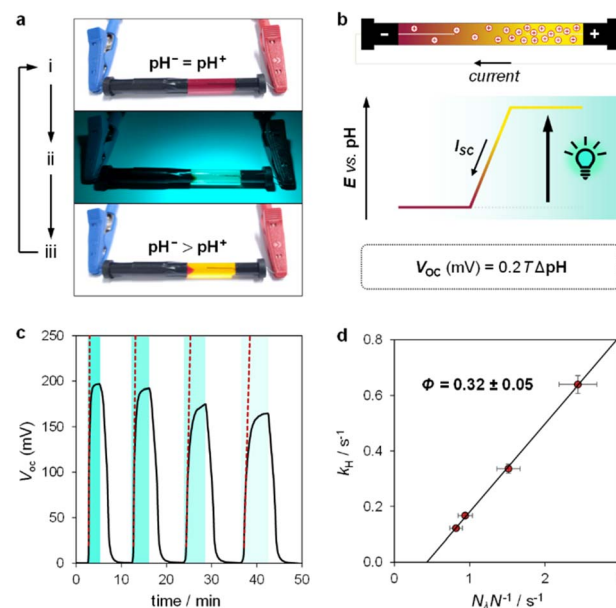 a
i
ii
iii
pH⁻ = pH⁺
pH⁻ > pH⁺
b
-
+
current
E vs. pH
I_SC
V_OC (mV) = 0.2 T ΔpH
c
V_oc (mV)
250
200
150
100
50
0
0 10 20 30 40 50
time / min
d
k_H / s⁻¹
0.8
0.6
0.4
0.2
0.0
Φ = 0.32 ± 0.05
0 1 2
N_λN⁻¹ / s⁻¹